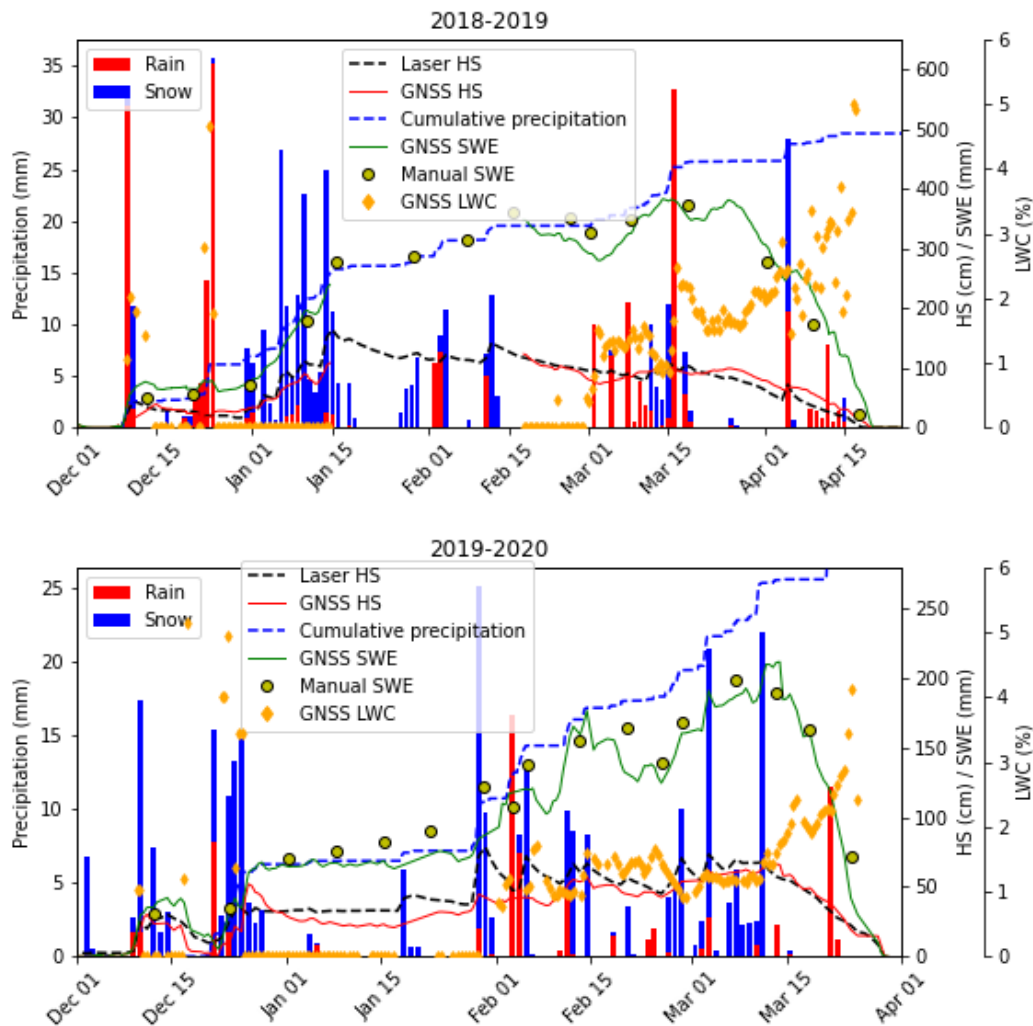 2018-2019
Rain
Snow
Laser HS
GNSS HS
Cumulative precipitation
GNSS SWE
Manual SWE
GNSS LWC
Precipitation (mm)
35
30
25
20
15
10
5
0
600
500
400
300
200
100
0
HS (cm) / SWE (mm)
6
5
4
3
2
1
0
LWC (%)
Dec 01
Dec 15
Jan 01
Jan 15
Feb 01
Feb 15
Mar 01
Mar 15
Apr 01
Apr 15
2019-2020
Rain
Snow
Laser HS
GNSS HS
Cumulative precipitation
GNSS SWE
Manual SWE
GNSS LWC
Precipitation (mm)
25
20
15
10
5
0
250
200
150
100
50
0
HS (cm) / SWE (mm)
6
5
4
3
2
1
0
LWC (%)
Dec 01
Dec 15
Jan 01
Jan 15
Feb 01
Feb 15
Mar 01
Mar 15
Apr 01